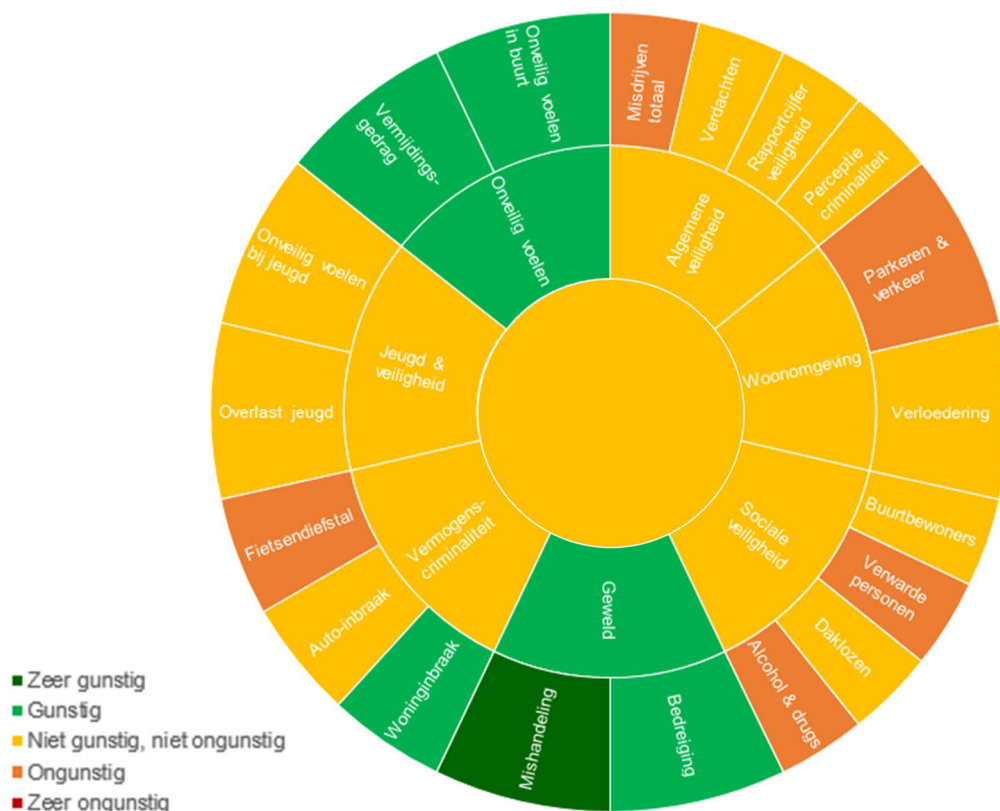 Onveilig voelen
in buurt
Misdrijven
totaal
Verdachten
Rapportcijfer
veiligheid
Perceptie
criminaliteit
Parkeren &
verkeer
Verloedering
Buurtbewoners
Verwarde
personen
Daklozen
Alcohol & drugs
Bedreiging
Mishandeling
Woninginbraak
Auto-inbraak
Fietsendiefstal
Overlast jeugd
Onveilig voelen
bij jeugd
Vermijdings-
gedrag
Onveilig voelen
Algemene
veiligheid
Woonomgeving
Sociale
veiligheid
Geweld
Vermogens-
criminaliteit
Jeugd &
veiligheid
Zeer gunstig
Gunstig
Niet gunstig, niet ongunstig
Ongunstig
Zeer ongunstig